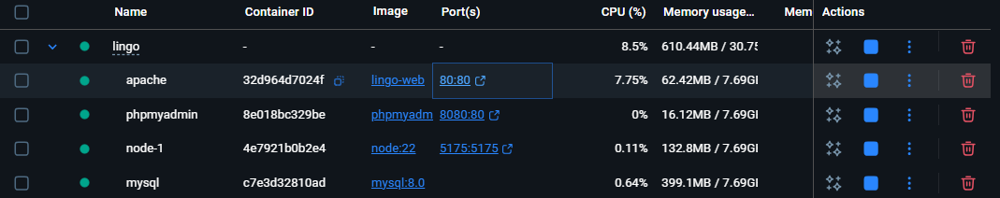 Name Container ID Image Port(s) CPU (%) Memory usage... Mem Actions
lingo - - - 8.5% 610.44MB / 30.75
apache 32d964d7024f lingo-web 80:80 7.75% 62.42MB / 7.69GI
phpmyadmin 8e018bc329be phpmyadm 8080:80 0% 16.12MB / 7.69GI
node-1 4e7921b0b2e4 node:22 5175:5175 0.11% 132.8MB / 7.69GI
mysql c7e3d32810ad mysql:8.0 0.64% 399.1MB / 7.69GI